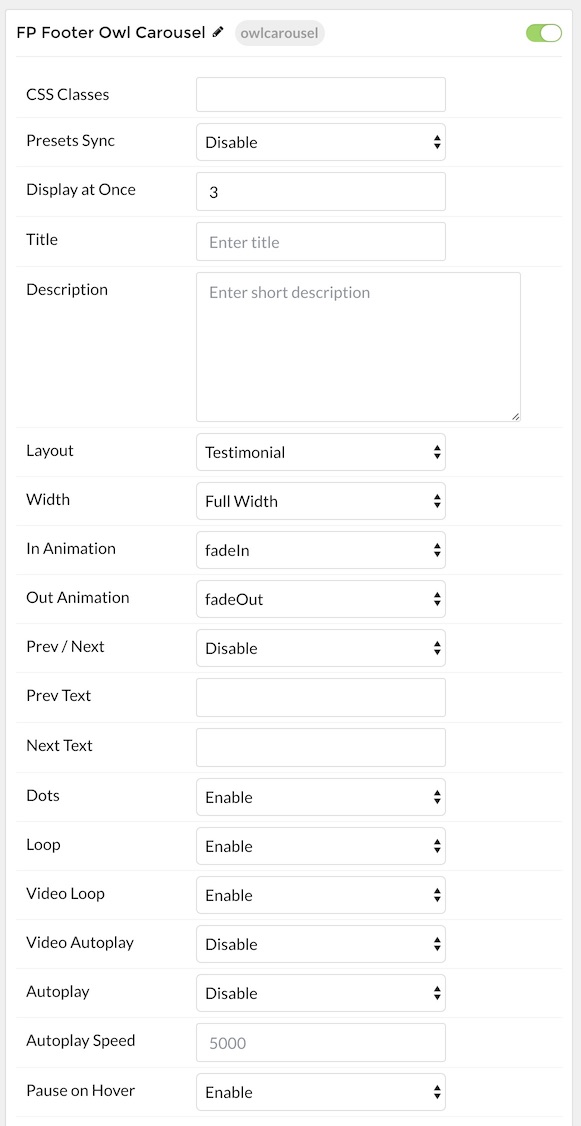 FP Footer Owl Carousel owlcarousel
CSS Classes
Presets Sync Disable
Display at Once 3
Title Enter title
Description Enter short description
Layout Testimonial
Width Full Width
In Animation fadeIn
Out Animation fadeOut
Prev / Next Disable
Prev Text
Next Text
Dots Enable
Loop Enable
Video Loop Enable
Video Autoplay Disable
Autoplay Disable
Autoplay Speed 5000
Pause on Hover Enable